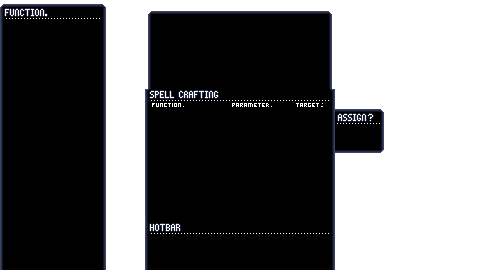 FUNCTION.
SPELL CRAFTING
FUNCTION. PARAMETER. TARGET:
ASSIGN?
HOTBAR